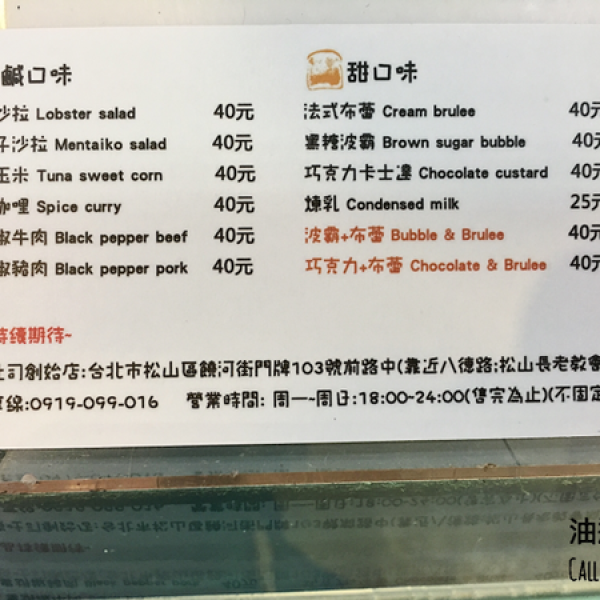 鹹口味
沙拉 Lobster salad 40元
子沙拉 Mentaiko salad 40元
玉米 Tuna sweet corn 40元
咖哩 Spice curry 40元
椒牛肉 Black pepper beef 40元
椒豬肉 Black pepper pork 40元
甜口味
法式布蕾 Cream brulee 40元
黑糖波霸 Brown sugar bubble 40元
巧克力卡士達 Chocolate custard 40元
煉乳 Condensed milk 25元
波霸+布蕾 Bubble & Brulee 40元
巧克力+布蕾 Chocolate & Brulee 40元
持續期待~
土司創始店:台北市松山區饒河街門牌103號前路中(靠近八德路;松山長老教會
線:0919-099-016 營業時間: 周一~周日:18:00~24:00(售完為止)(不固定
油
CALL